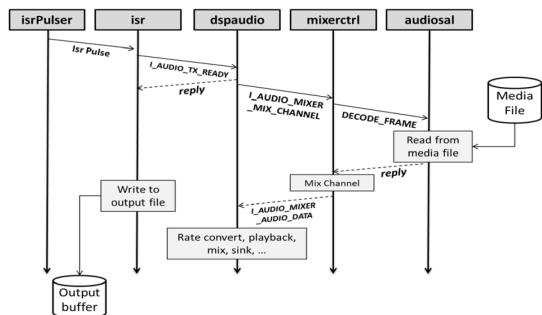 isrPulser
isr
dspaudio
mixerctrl
audiosal
Isr Pulse
I_AUDIO_TX_READY
reply
I_AUDIO_MIXER
_MIX_CHANNEL
DECODE_FRAME
Media
File
Read from
media file
reply
Mix Channel
Write to
output file
I_AUDIO_MIXER
_AUDIO_DATA
Rate convert, playback,
mix, sink, ...
Output
buffer